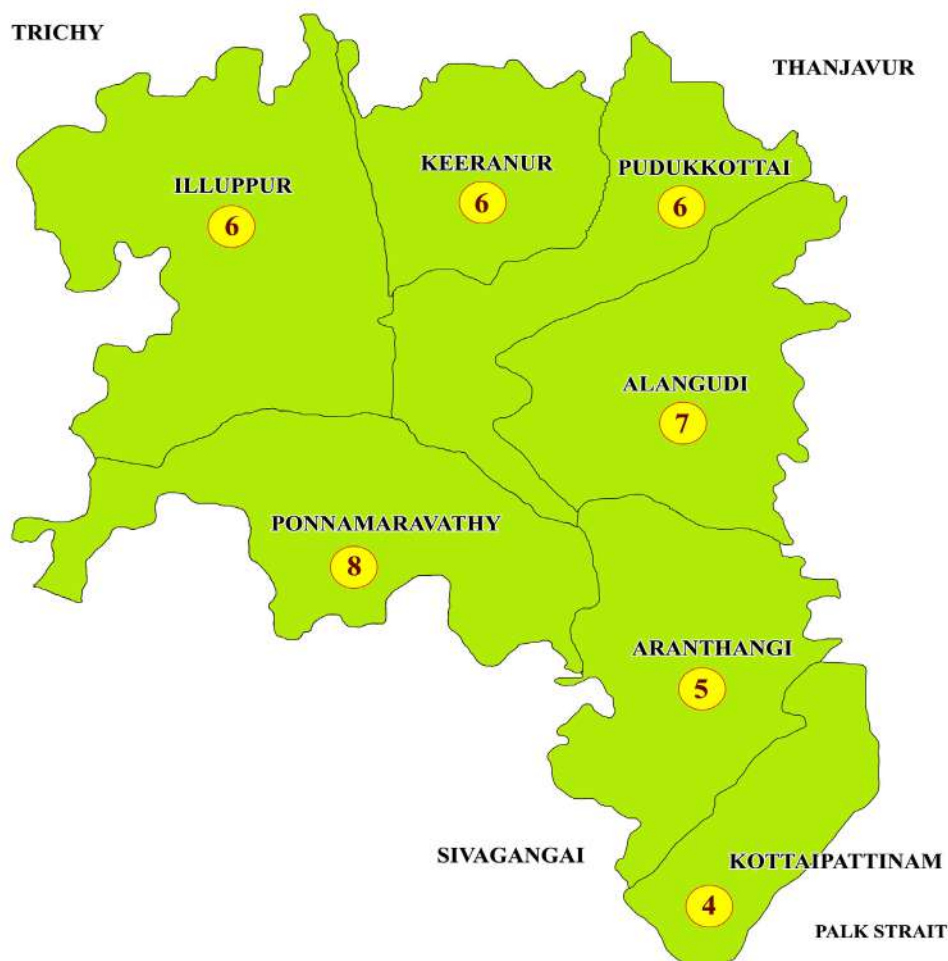 TRICHY
THANJAVUR
KEERANUR
6
PUDUKKOTTAI
6
ILLUPPUR
6
ALANGUDI
7
PONNAMARAVATHY
8
ARANTHANGI
5
SIVAGANGAI
KOTTAIPATTINAM
4
PALK STRAIT